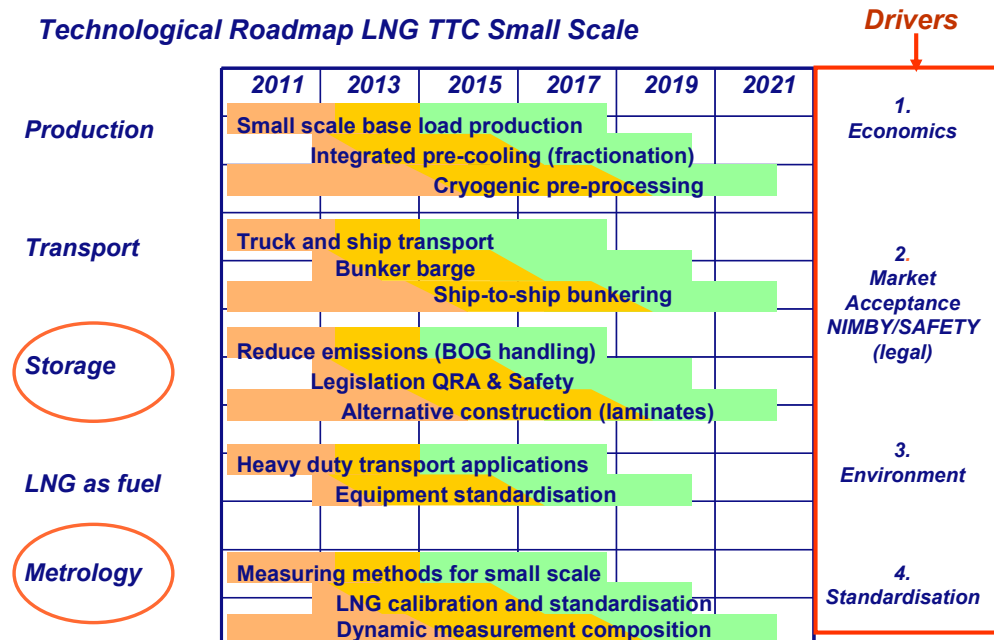 Technological Roadmap LNG TTC Small Scale
Drivers
2011 2013 2015 2017 2019 2021
Production
Small scale base load production
Integrated pre-cooling (fractionation)
Cryogenic pre-processing
Transport
Truck and ship transport
Bunker barge
Ship-to-ship bunkering
Storage
Reduce emissions (BOG handling)
Legislation QRA & Safety
Alternative construction (laminates)
LNG as fuel
Heavy duty transport applications
Equipment standardisation
Metrology
Measuring methods for small scale
LNG calibration and standardisation
Dynamic measurement composition
1.
Economics
2.
Market
Acceptance
NIMBY/SAFETY
(legal)
3.
Environment
4.
Standardisation